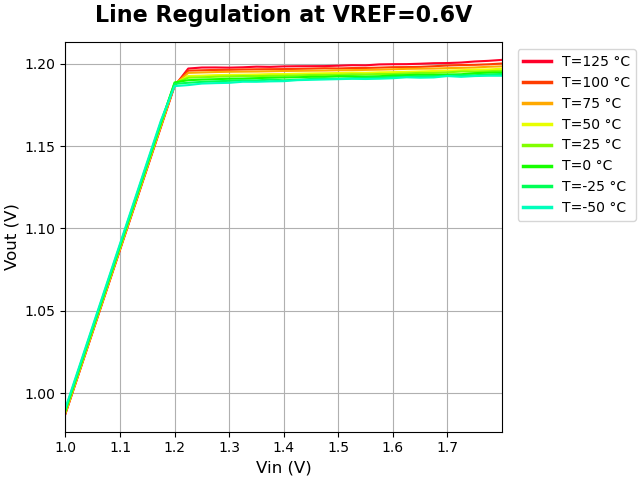 Line Regulation at VREF=0.6V
1.20
1.15
1.10
1.05
1.00
Vout (V)
1.0 1.1 1.2 1.3 1.4 1.5 1.6 1.7
Vin (V)
T=125 °C
T=100 °C
T=75 °C
T=50 °C
T=25 °C
T=0 °C
T=-25 °C
T=-50 °C